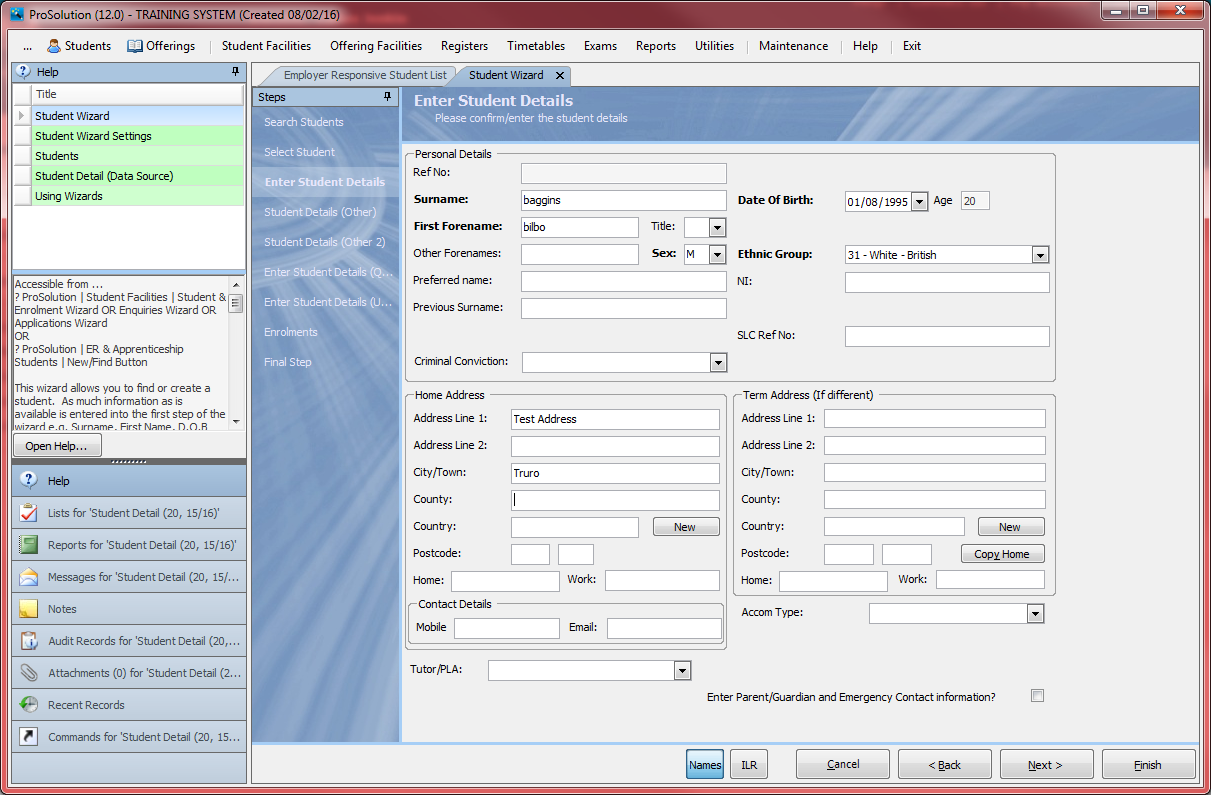 ProSolution (12.0) - TRAINING SYSTEM (Created 08/02/16)
... Students Offerings Student Facilities Offering Facilities Registers Timetables Exams Reports Utilities Maintenance Help Exit
Help
Title
Student Wizard
Student Wizard Settings
Students
Student Detail (Data Source)
Using Wizards
Accessible from ...
? ProSolution | Student Facilities | Student &
Enrolment Wizard OR Enquiries Wizard OR
Applications Wizard
OR
? ProSolution | ER & Apprenticeship
Students | New/Find Button
This wizard allows you to find or create a
student. As much information as is
available is entered into the first step of the
wizard e.g. Surname, First Name, D.O.B
Open Help...
Help
Lists for 'Student Detail (20, 15/16)'
Reports for 'Student Detail (20, 15/16)'
Messages for 'Student Detail (20, 15/...
Notes
Audit Records for 'Student Detail (20,...
Attachments (0) for 'Student Detail (2...
Recent Records
Commands for 'Student Detail (20, 15...
Employer Responsive Student List
Student Wizard
Steps
Search Students
Select Student
Enter Student Details
Student Details (Other)
Student Details (Other 2)
Enter Student Details (Q...
Enter Student Details (U...
Enrolments
Final Step
Enter Student Details
Please confirm/enter the student details
Personal Details
Ref No:
Surname: baggins Date Of Birth: 01/08/1995 Age 20
First Forename: bilbo Title:
Other Forenames: Sex: M Ethnic Group: 31 - White - British
Preferred name: NI:
Previous Surname:
SLC Ref No:
Criminal Conviction:
Home Address
Address Line 1: Test Address
Address Line 2:
City/Town: Truro
County:
Country: New
Postcode:
Home: Work:
Contact Details
Mobile Email:
Term Address (If different)
Address Line 1:
Address Line 2:
City/Town:
County:
Country: New
Postcode: Copy Home
Home: Work:
Accom Type:
Tutor/PLA:
Enter Parent/Guardian and Emergency Contact information?
Names ILR Cancel < Back Next > Finish